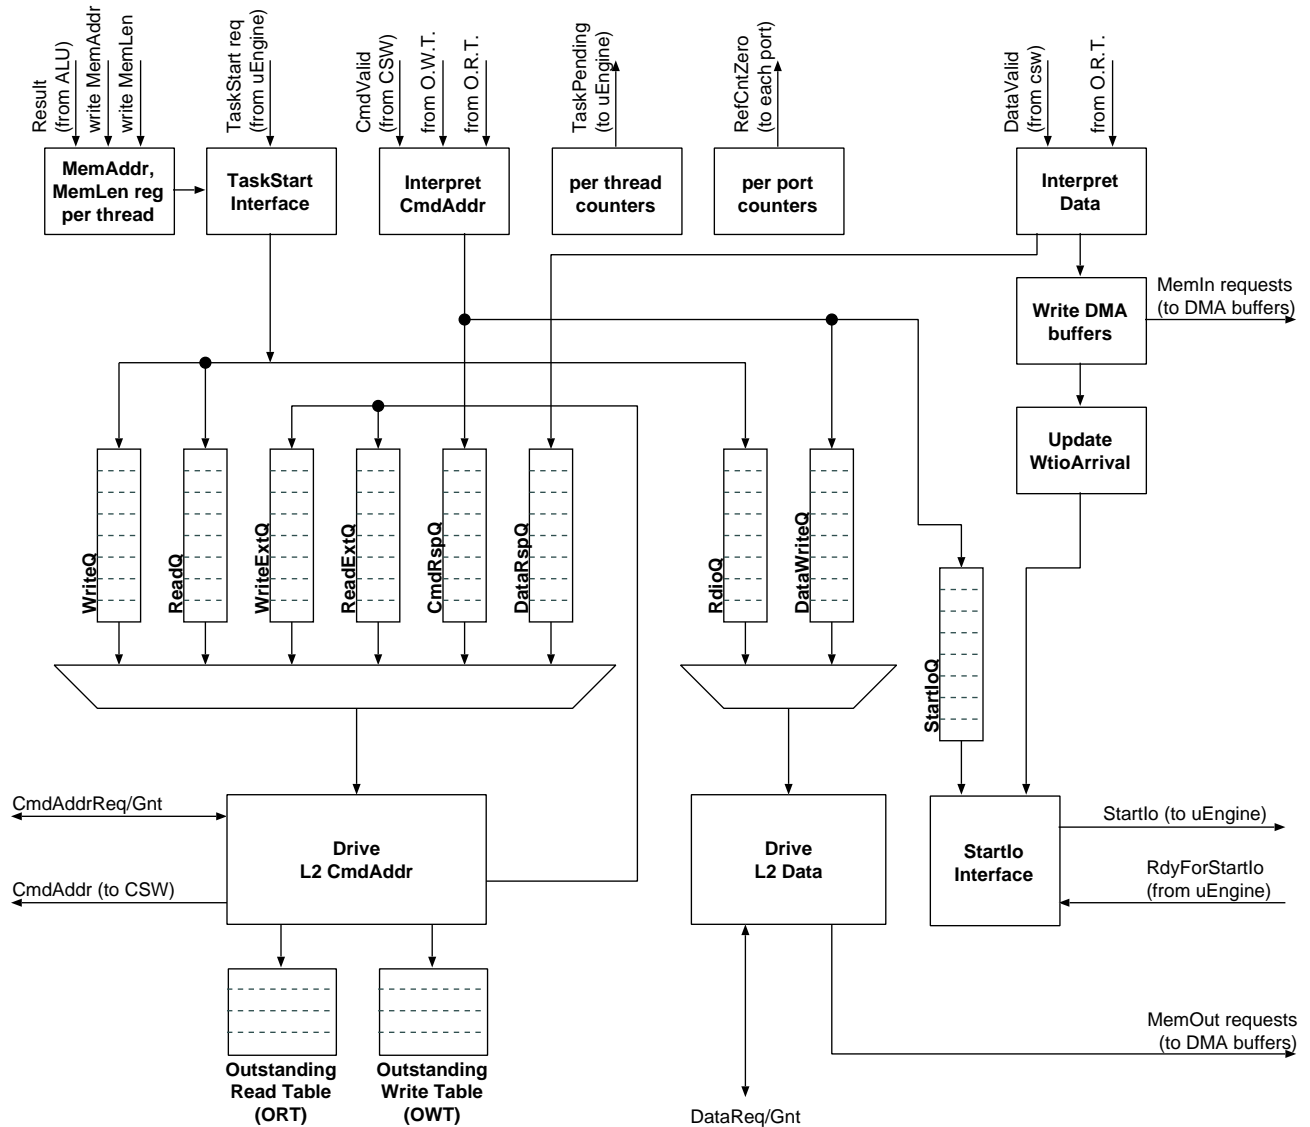 Result
(from ALU)
write MemAddr
write MemLen
TaskStart req
(from uEngine)
CmdValid
(from CSW)
from O.W.T.
from O.R.T.
TaskPending
(to uEngine)
RefCntZero
(to each port)
DataValid
(from csw)
from O.R.T.
MemAddr,
MemLen reg
per thread
TaskStart
Interface
Interpret
CmdAddr
per thread
counters
per port
counters
Interpret
Data
MemIn requests
(to DMA buffers)
Write DMA
buffers
Update
WtioArrival
WriteQ
ReadQ
WriteExtQ
ReadExtQ
CmdRspQ
DataRspQ
RdioQ
DataWriteQ
StartIoQ
CmdAddrReq/Gnt
CmdAddr (to CSW)
Drive
L2 CmdAddr
Drive
L2 Data
StartIo
Interface
StartIo (to uEngine)
RdyForStartIo
(from uEngine)
MemOut requests
(to DMA buffers)
Outstanding
Read Table
(ORT)
Outstanding
Write Table
(OWT)
DataReq/Gnt